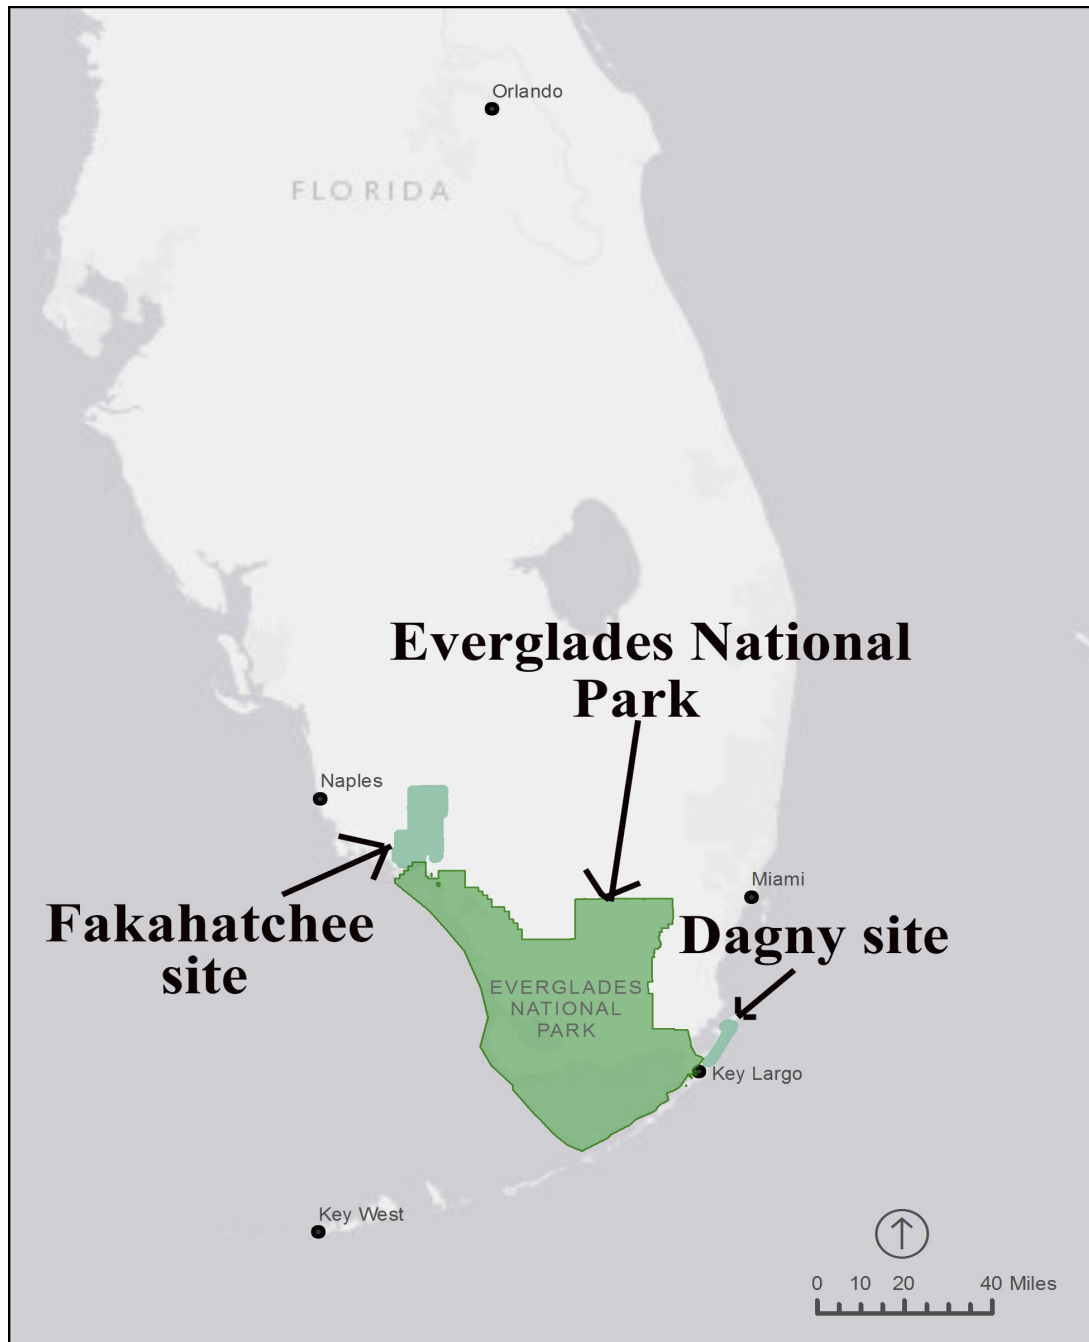 Orlando
FLORIDA
Everglades National
Park
Naples
Miami
Fakahatchee
site
Dagny site
EVERGLADES
NATIONAL
PARK
Key Largo
Key West
0 10 20 40 Miles